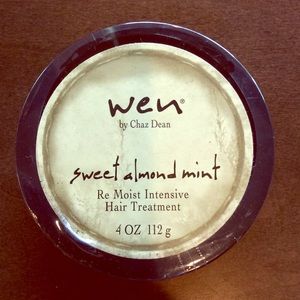 wen®
by Chaz Dean
sweet almond mint
Re Moist Intensive
Hair Treatment
4 OZ 112 g